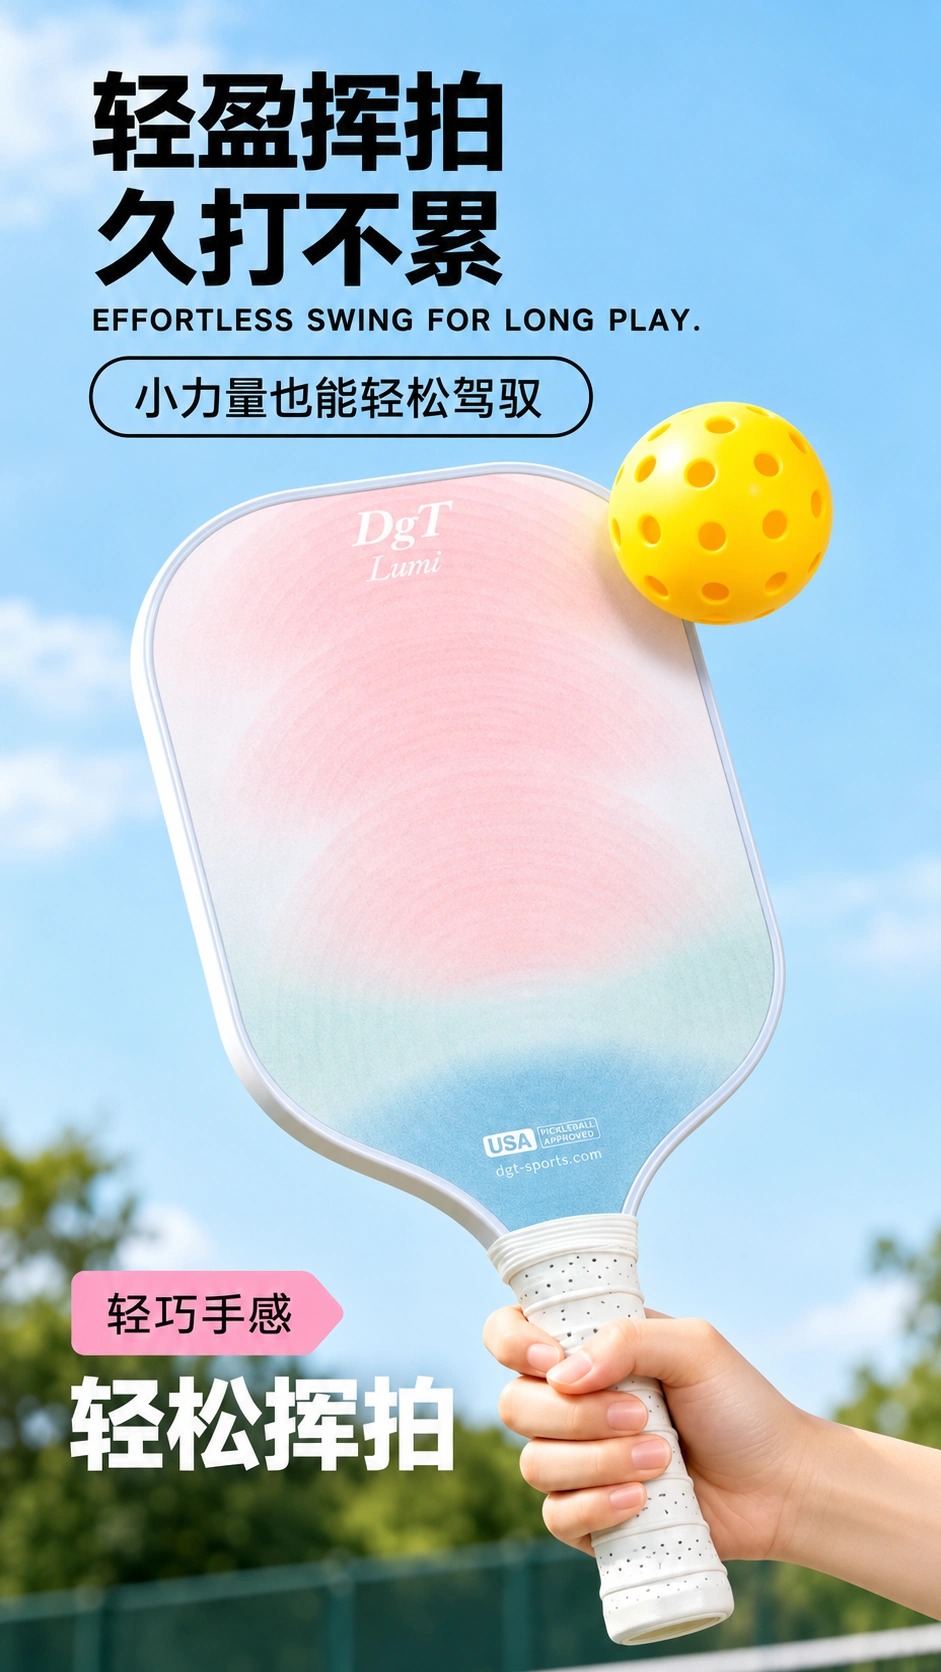 轻盈挥拍
久打不累
EFFORTLESS SWING FOR LONG PLAY.
小力量也能轻松驾驭
DgT
Lumi
USA PICKLEBALL APPROVED
dgt-sports.com
轻巧手感
轻松挥拍